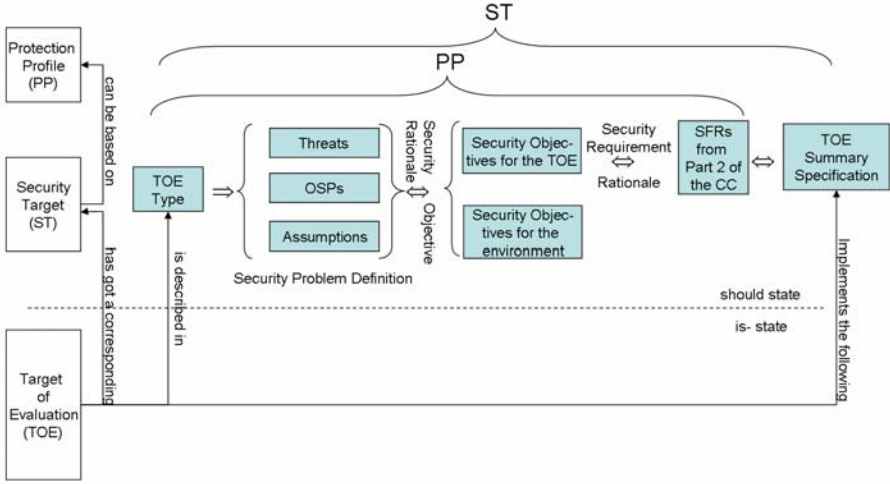 ST
PP
Protection
Profile
(PP)
can be based on
Security
Target
(ST)
has got a corresponding
Target
of
Evaluation
(TOE)
TOE
Type
is described in
Threats
OSPs
Assumptions
Security Problem Definition
Security
Rationale
Objective
Security Objec-
tives for the TOE
Security Objec-
tives for the
environment
Security
Requirement
Rationale
SFRs
from
Part 2 of
the CC
TOE
Summary
Specification
Implements the following
should state
is- state